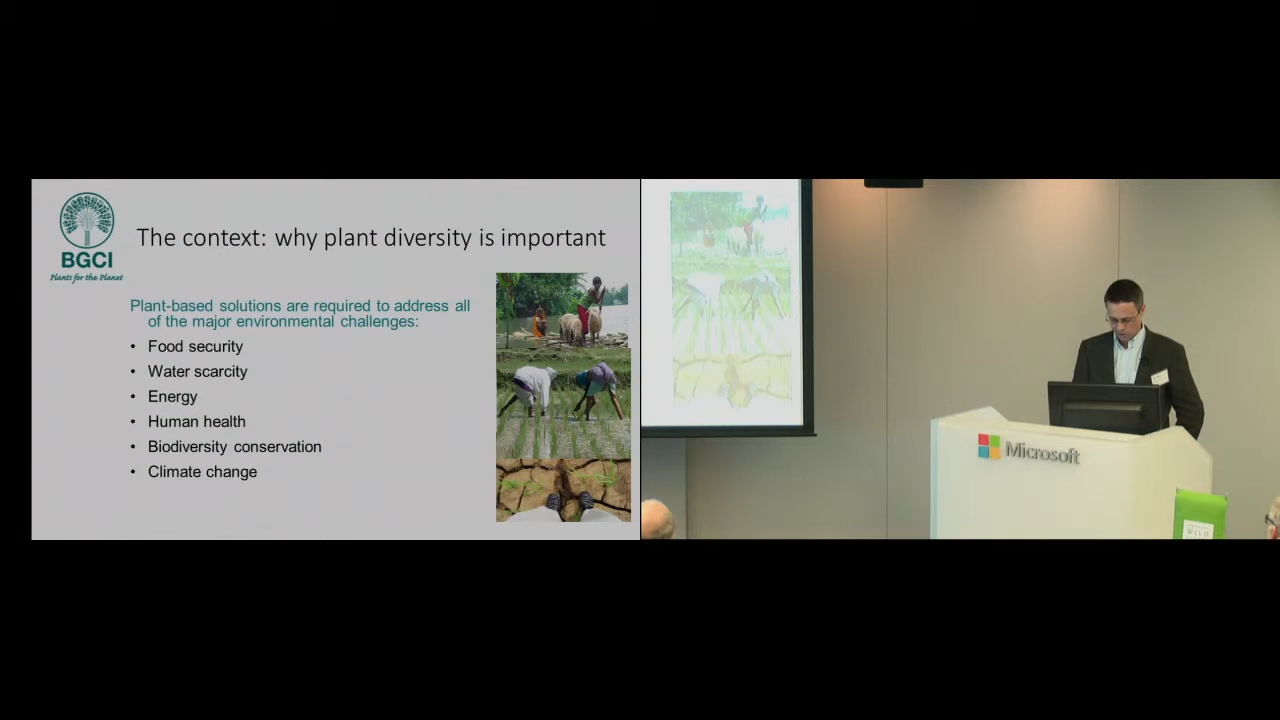 BGCI
Plants for the Planet
The context: why plant diversity is important
Plant-based solutions are required to address all
of the major environmental challenges:
• Food security
• Water scarcity
• Energy
• Human health
• Biodiversity conservation
• Climate change
Microsoft
WILD